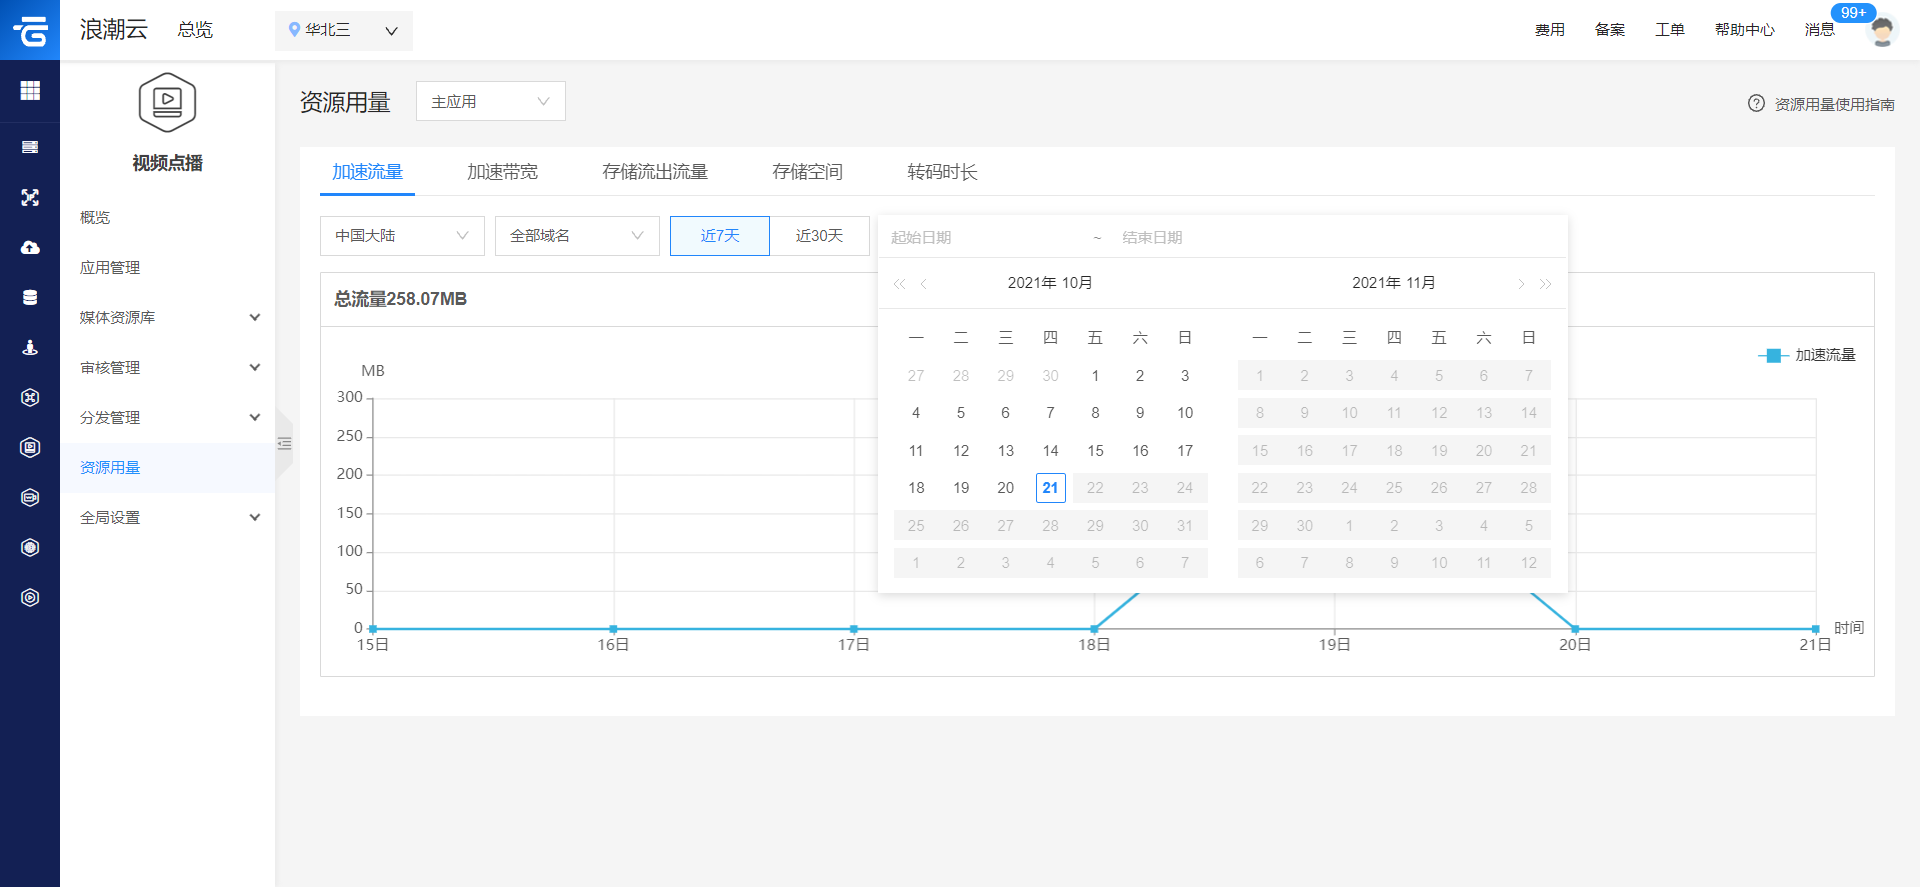 浪潮云 总览 华北三 费用 备案 工单 帮助中心 消息 99+
视频点播
概览
应用管理
媒体资源库
审核管理
分发管理
资源用量
全局设置
资源用量 主应用 资源用量使用指南
加速流量 加速带宽 存储流出流量 存储空间 转码时长
中国大陆 全部域名 近7天 近30天 起始日期 ~ 结束日期
总流量258.07MB
2021年 10月 2021年 11月
一 二 三 四 五 六 日 一 二 三 四 五 六 日
27 28 29 30 1 2 3 1 2 3 4 5 6 7
4 5 6 7 8 9 10 8 9 10 11 12 13 14
11 12 13 14 15 16 17 15 16 17 18 19 20 21
18 19 20 21 22 23 24 22 23 24 25 26 27 28
25 26 27 28 29 30 31 29 30 1 2 3 4 5
1 2 3 4 5 6 7 6 7 8 9 10 11 12
加速流量
MB
300
250
200
150
100
50
0
15日 16日 17日 18日 19日 20日 21日
时间